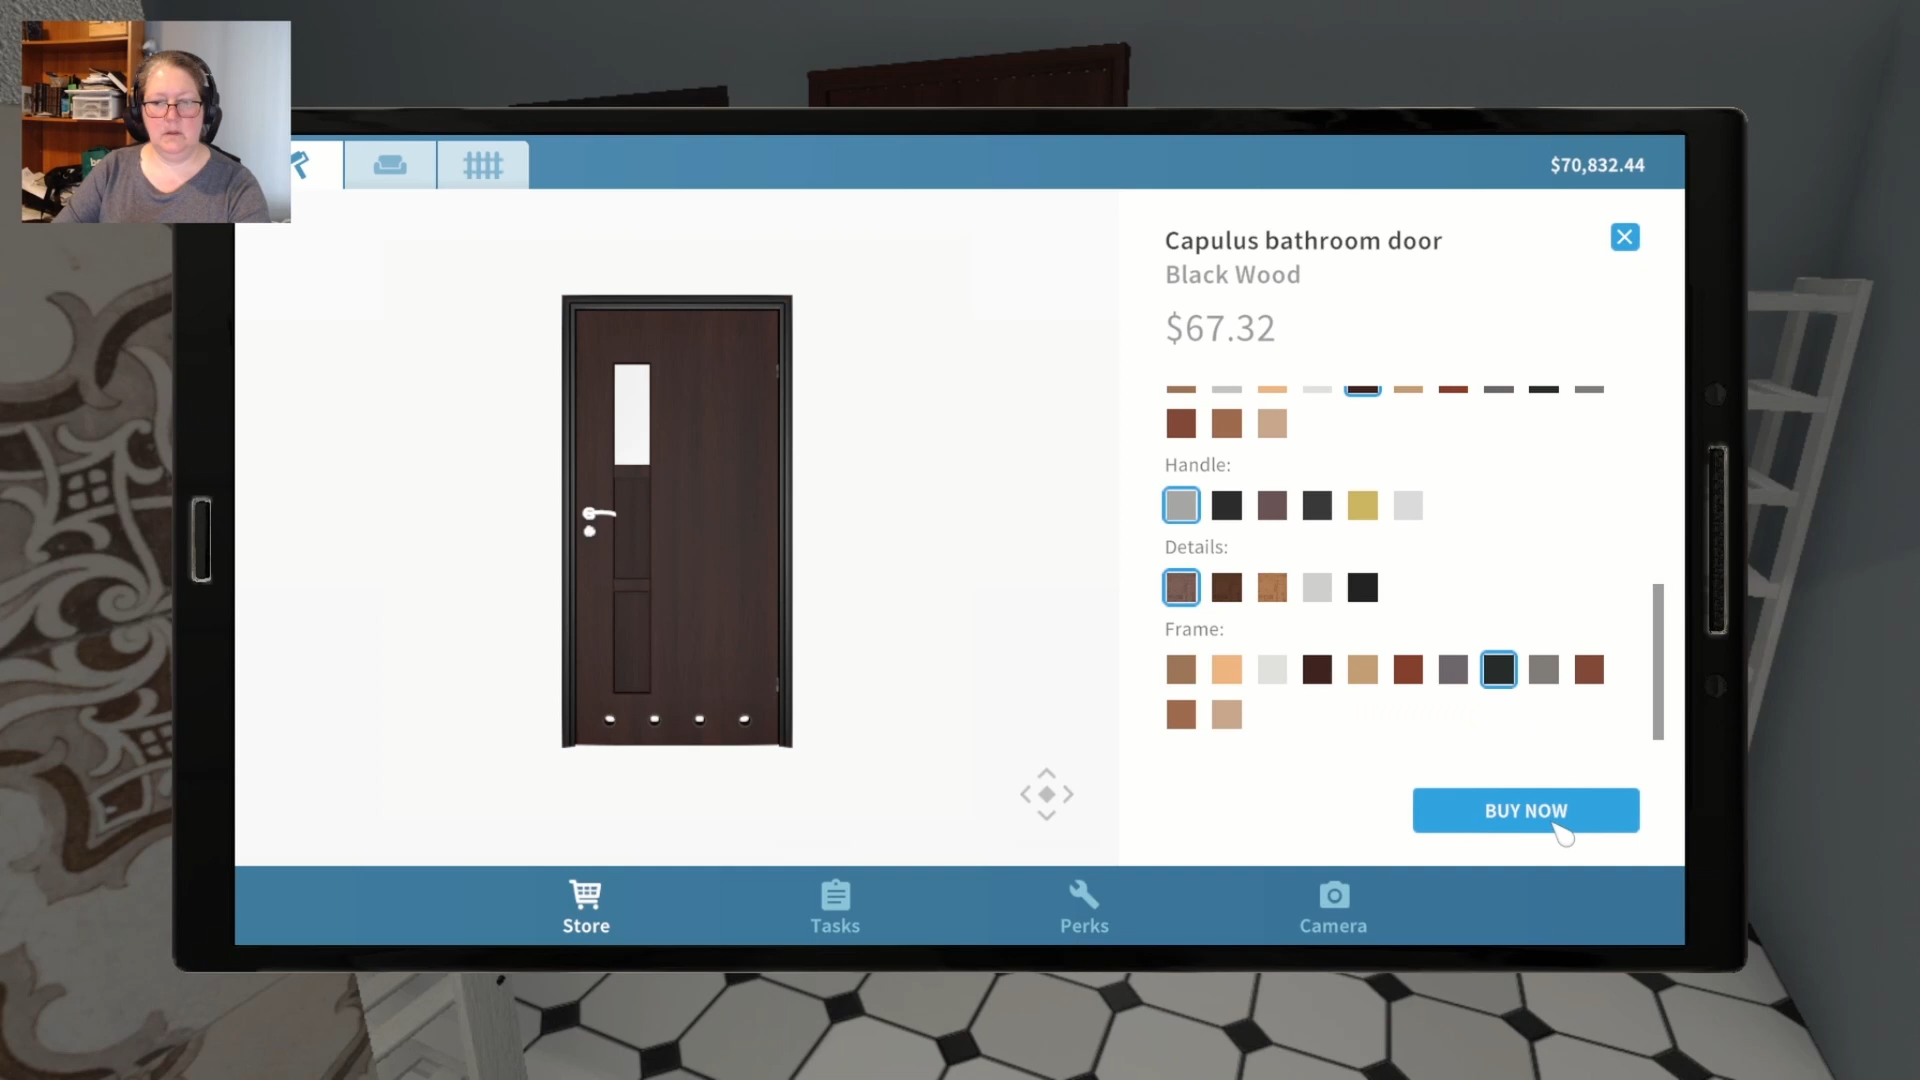 $70,832.44
Capulus bathroom door
Black Wood
$67.32
Handle:
Details:
Frame:
BUY NOW
Store
Tasks
Perks
Camera